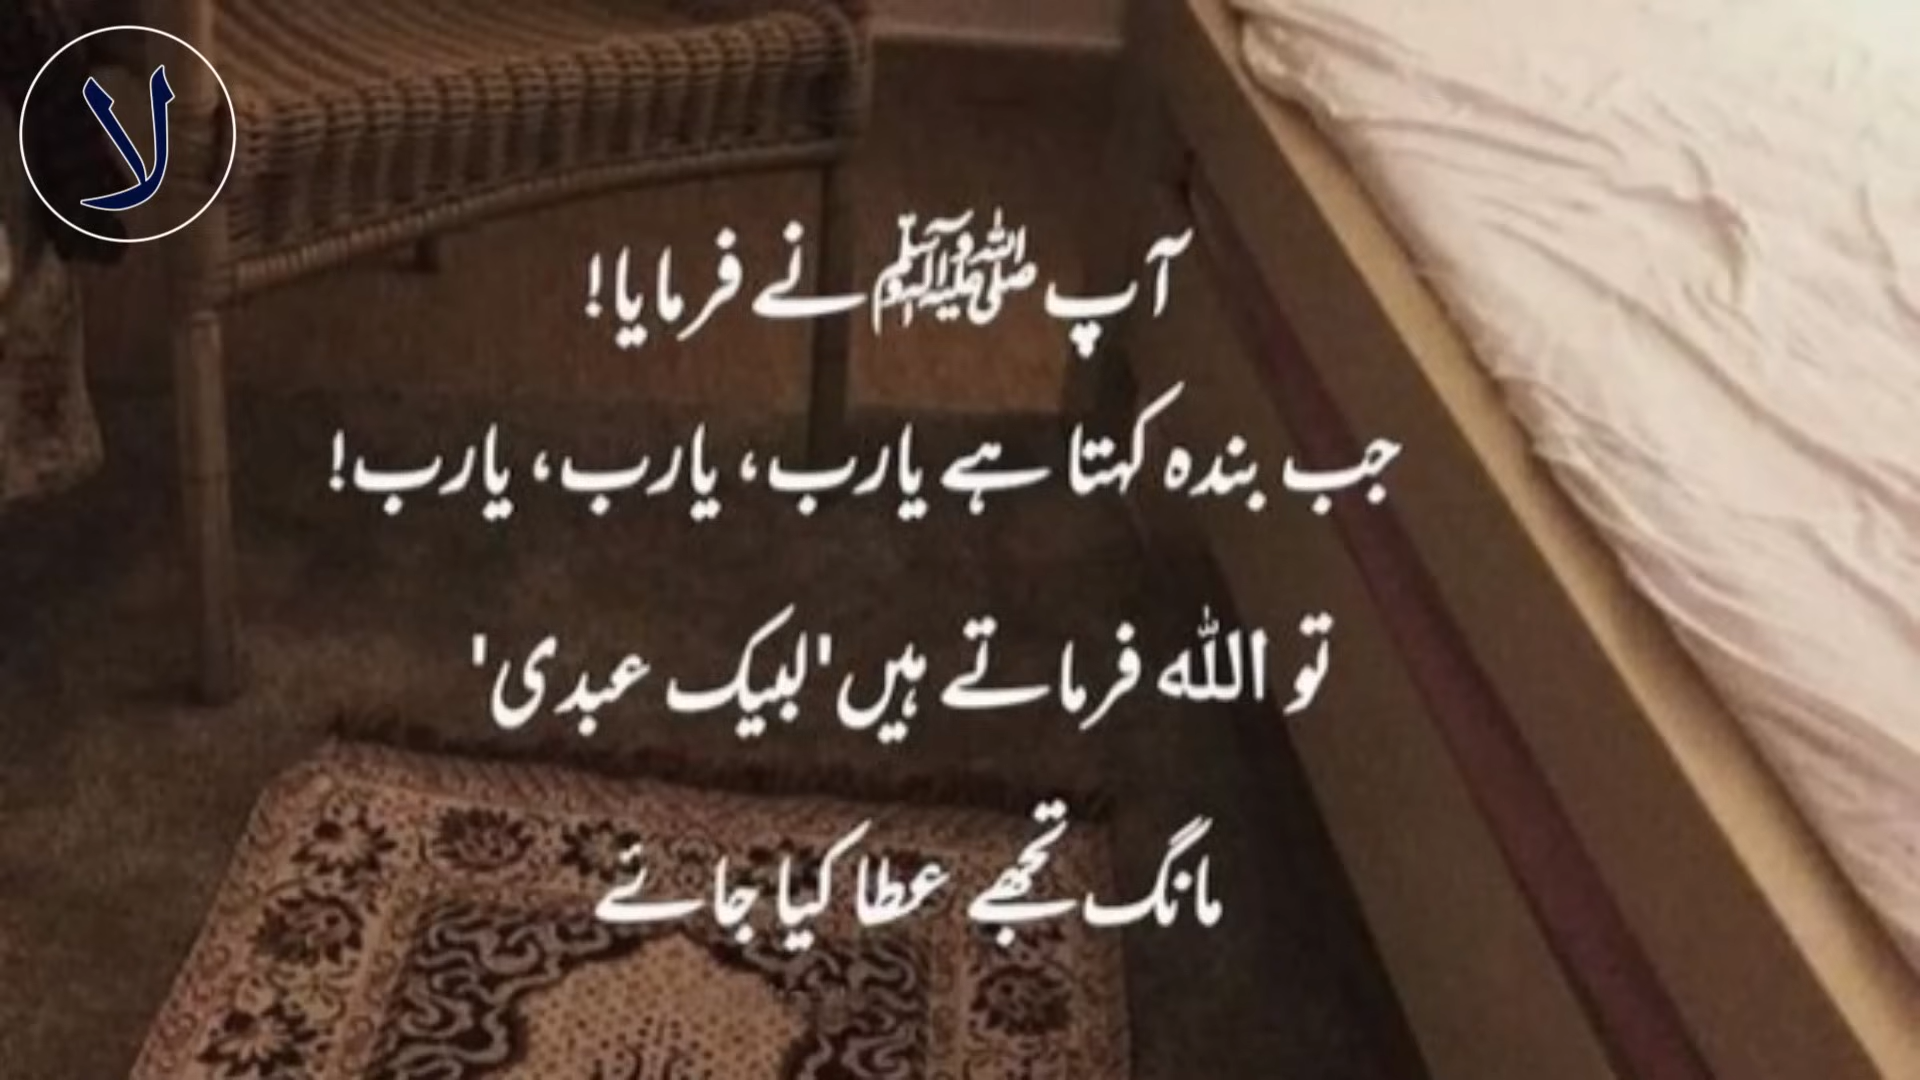 لا
آپ ﷺ نے فرمایا!
جب بندہ کہتا ہے یارب، یارب، یارب!
تو اللہ فرماتے ہیں 'لبیک عبدی'
مانگ تجھے عطا کیا جائے